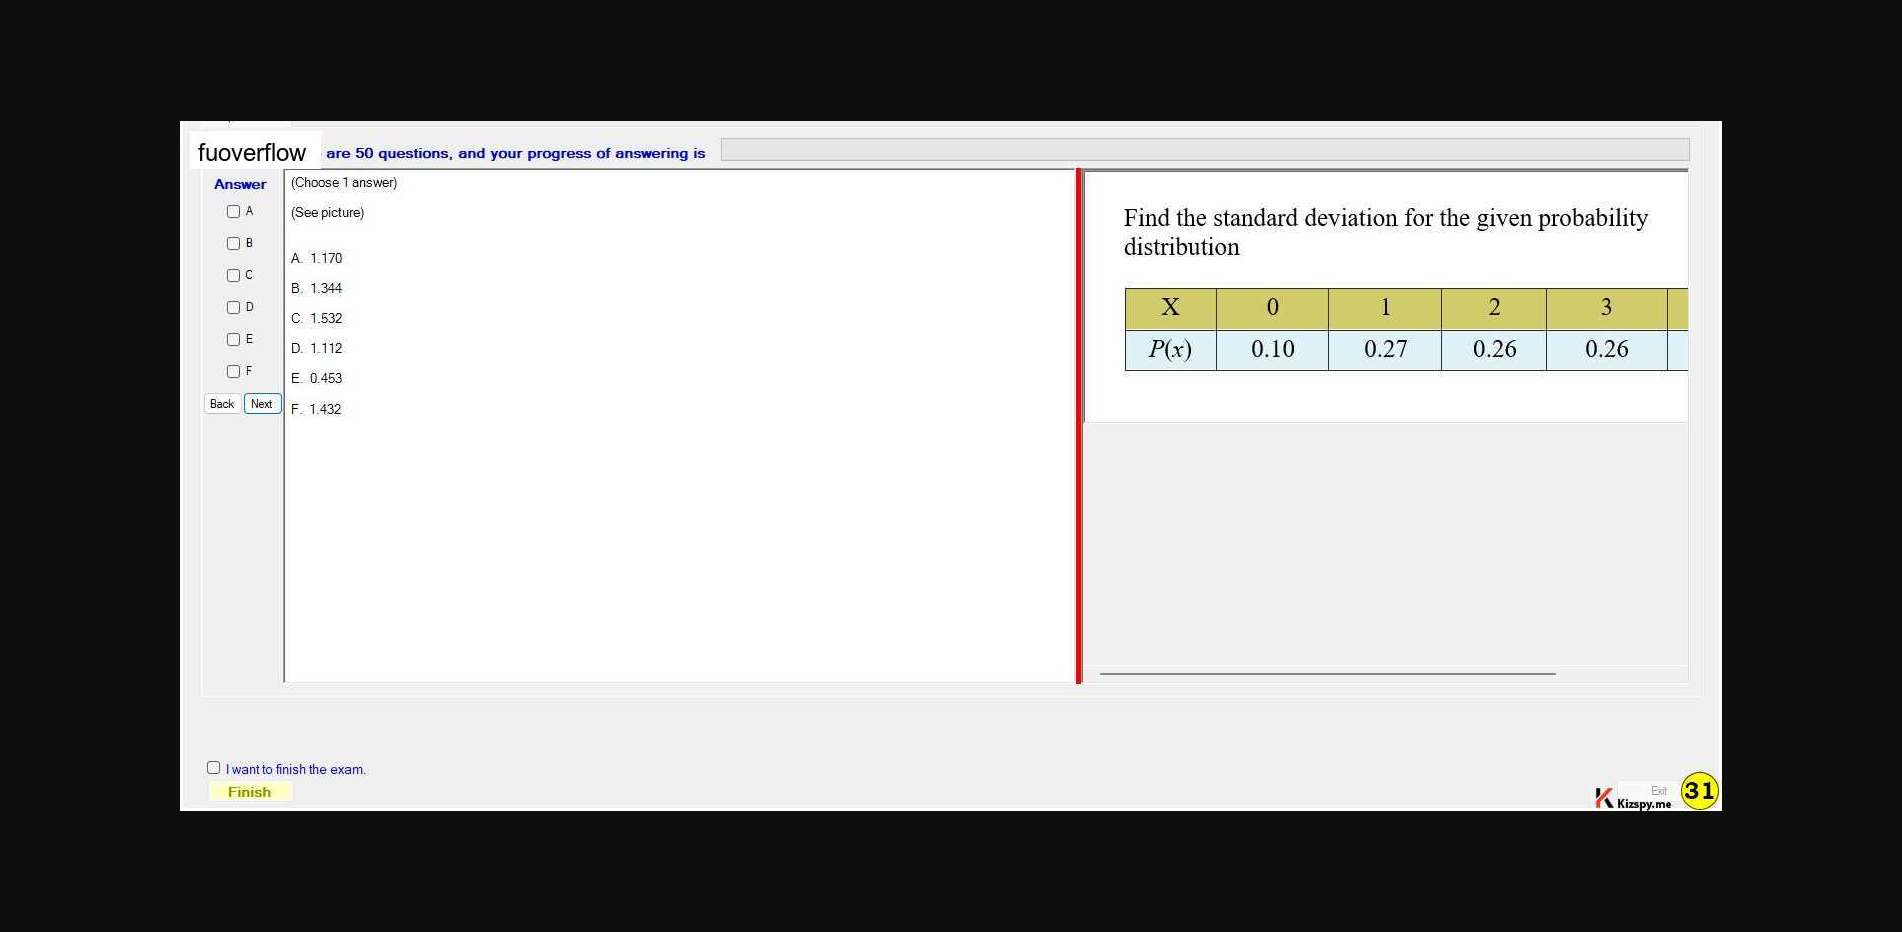 fuoverflow are 50 questions, and your progress of answering is
Answer
A
B
C
D
E
F
Back Next
(Choose 1 answer)
(See picture)
A. 1.170
B. 1.344
C. 1.532
D. 1.112
E. 0.453
F. 1.432
Find the standard deviation for the given probability
distribution
X 0 1 2 3
P(x) 0.10 0.27 0.26 0.26
I want to finish the exam.
Finish
Exit
Kizspy.me
31